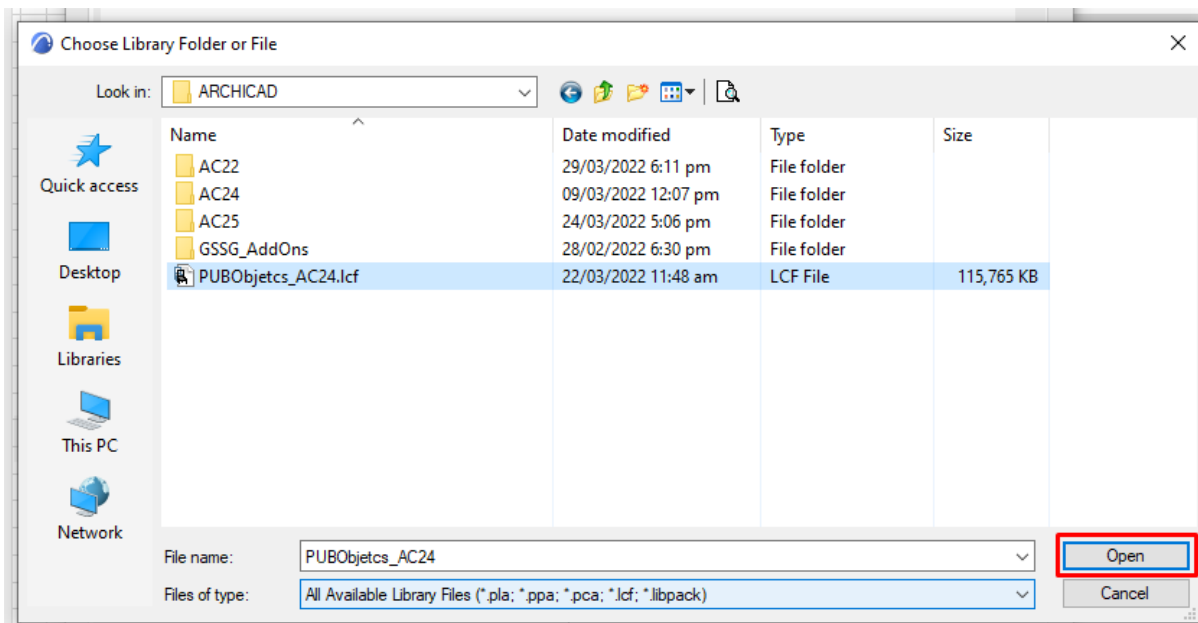 Choose Library Folder or File
Look in: ARCHICAD
Name Date modified Type Size
AC22 29/03/2022 6:11 pm File folder
AC24 09/03/2022 12:07 pm File folder
AC25 24/03/2022 5:06 pm File folder
GSSG_AddOns 28/02/2022 6:30 pm File folder
PUBObjetcs_AC24.lcf 22/03/2022 11:48 am LCF File 115,765 KB
Quick access
Desktop
Libraries
This PC
Network
File name: PUBObjetcs_AC24 Open
Files of type: All Available Library Files (*.pla; *.ppa; *.pca; *.lcf; *.libpack) Cancel